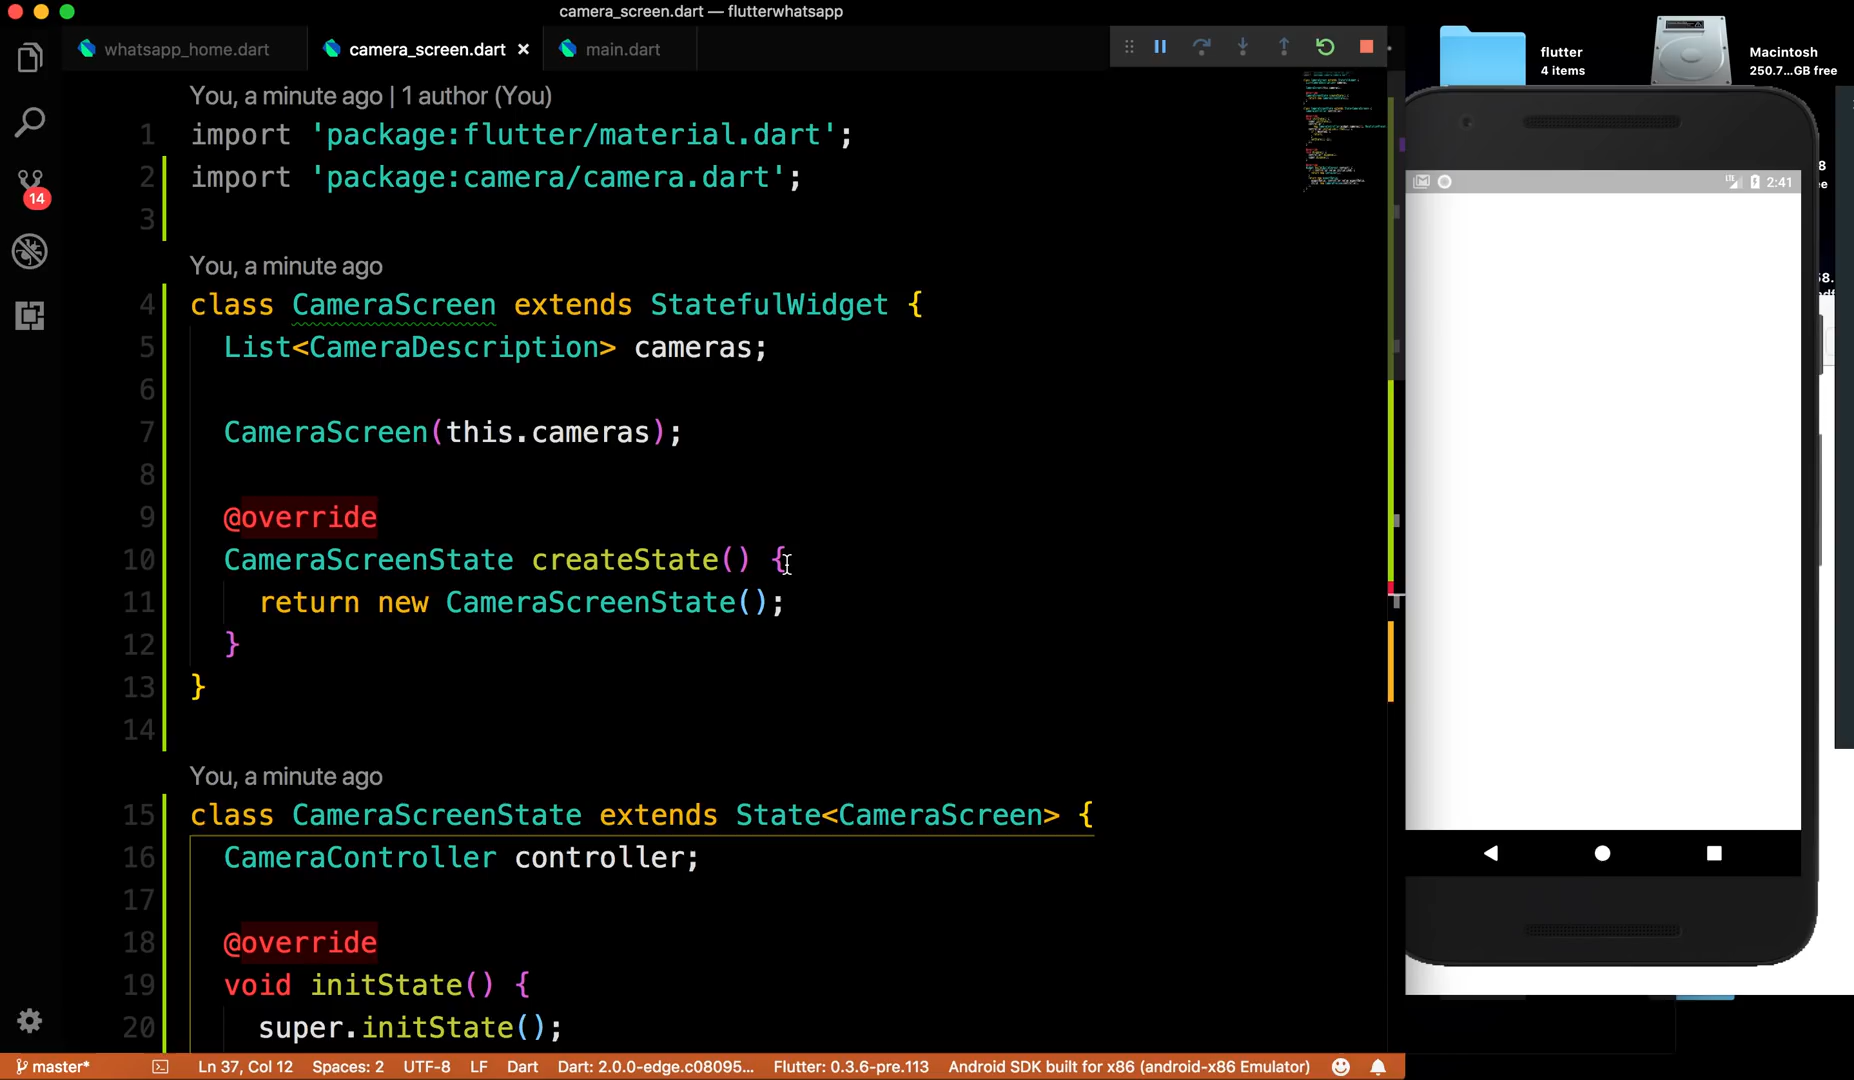 camera_screen.dart — flutterwhatsapp
whatsapp_home.dart
camera_screen.dart
main.dart
flutter
4 items
Macintosh
250.7...GB free
You, a minute ago | 1 author (You)
1 import 'package:flutter/material.dart';
2 import 'package:camera/camera.dart';
3
You, a minute ago
4 class CameraScreen extends StatefulWidget {
5 List<CameraDescription> cameras;
6
7 CameraScreen(this.cameras);
8
9 @override
10 CameraScreenState createState() {
11 return new CameraScreenState();
12 }
13 }
14
You, a minute ago
15 class CameraScreenState extends State<CameraScreen> {
16 CameraController controller;
17
18 @override
19 void initState() {
20 super.initState();
14
LTE 2:41
master* Ln 37, Col 12 Spaces: 2 UTF-8 LF Dart Dart: 2.0.0-edge.c08095... Flutter: 0.3.6-pre.113 Android SDK built for x86 (android-x86 Emulator)